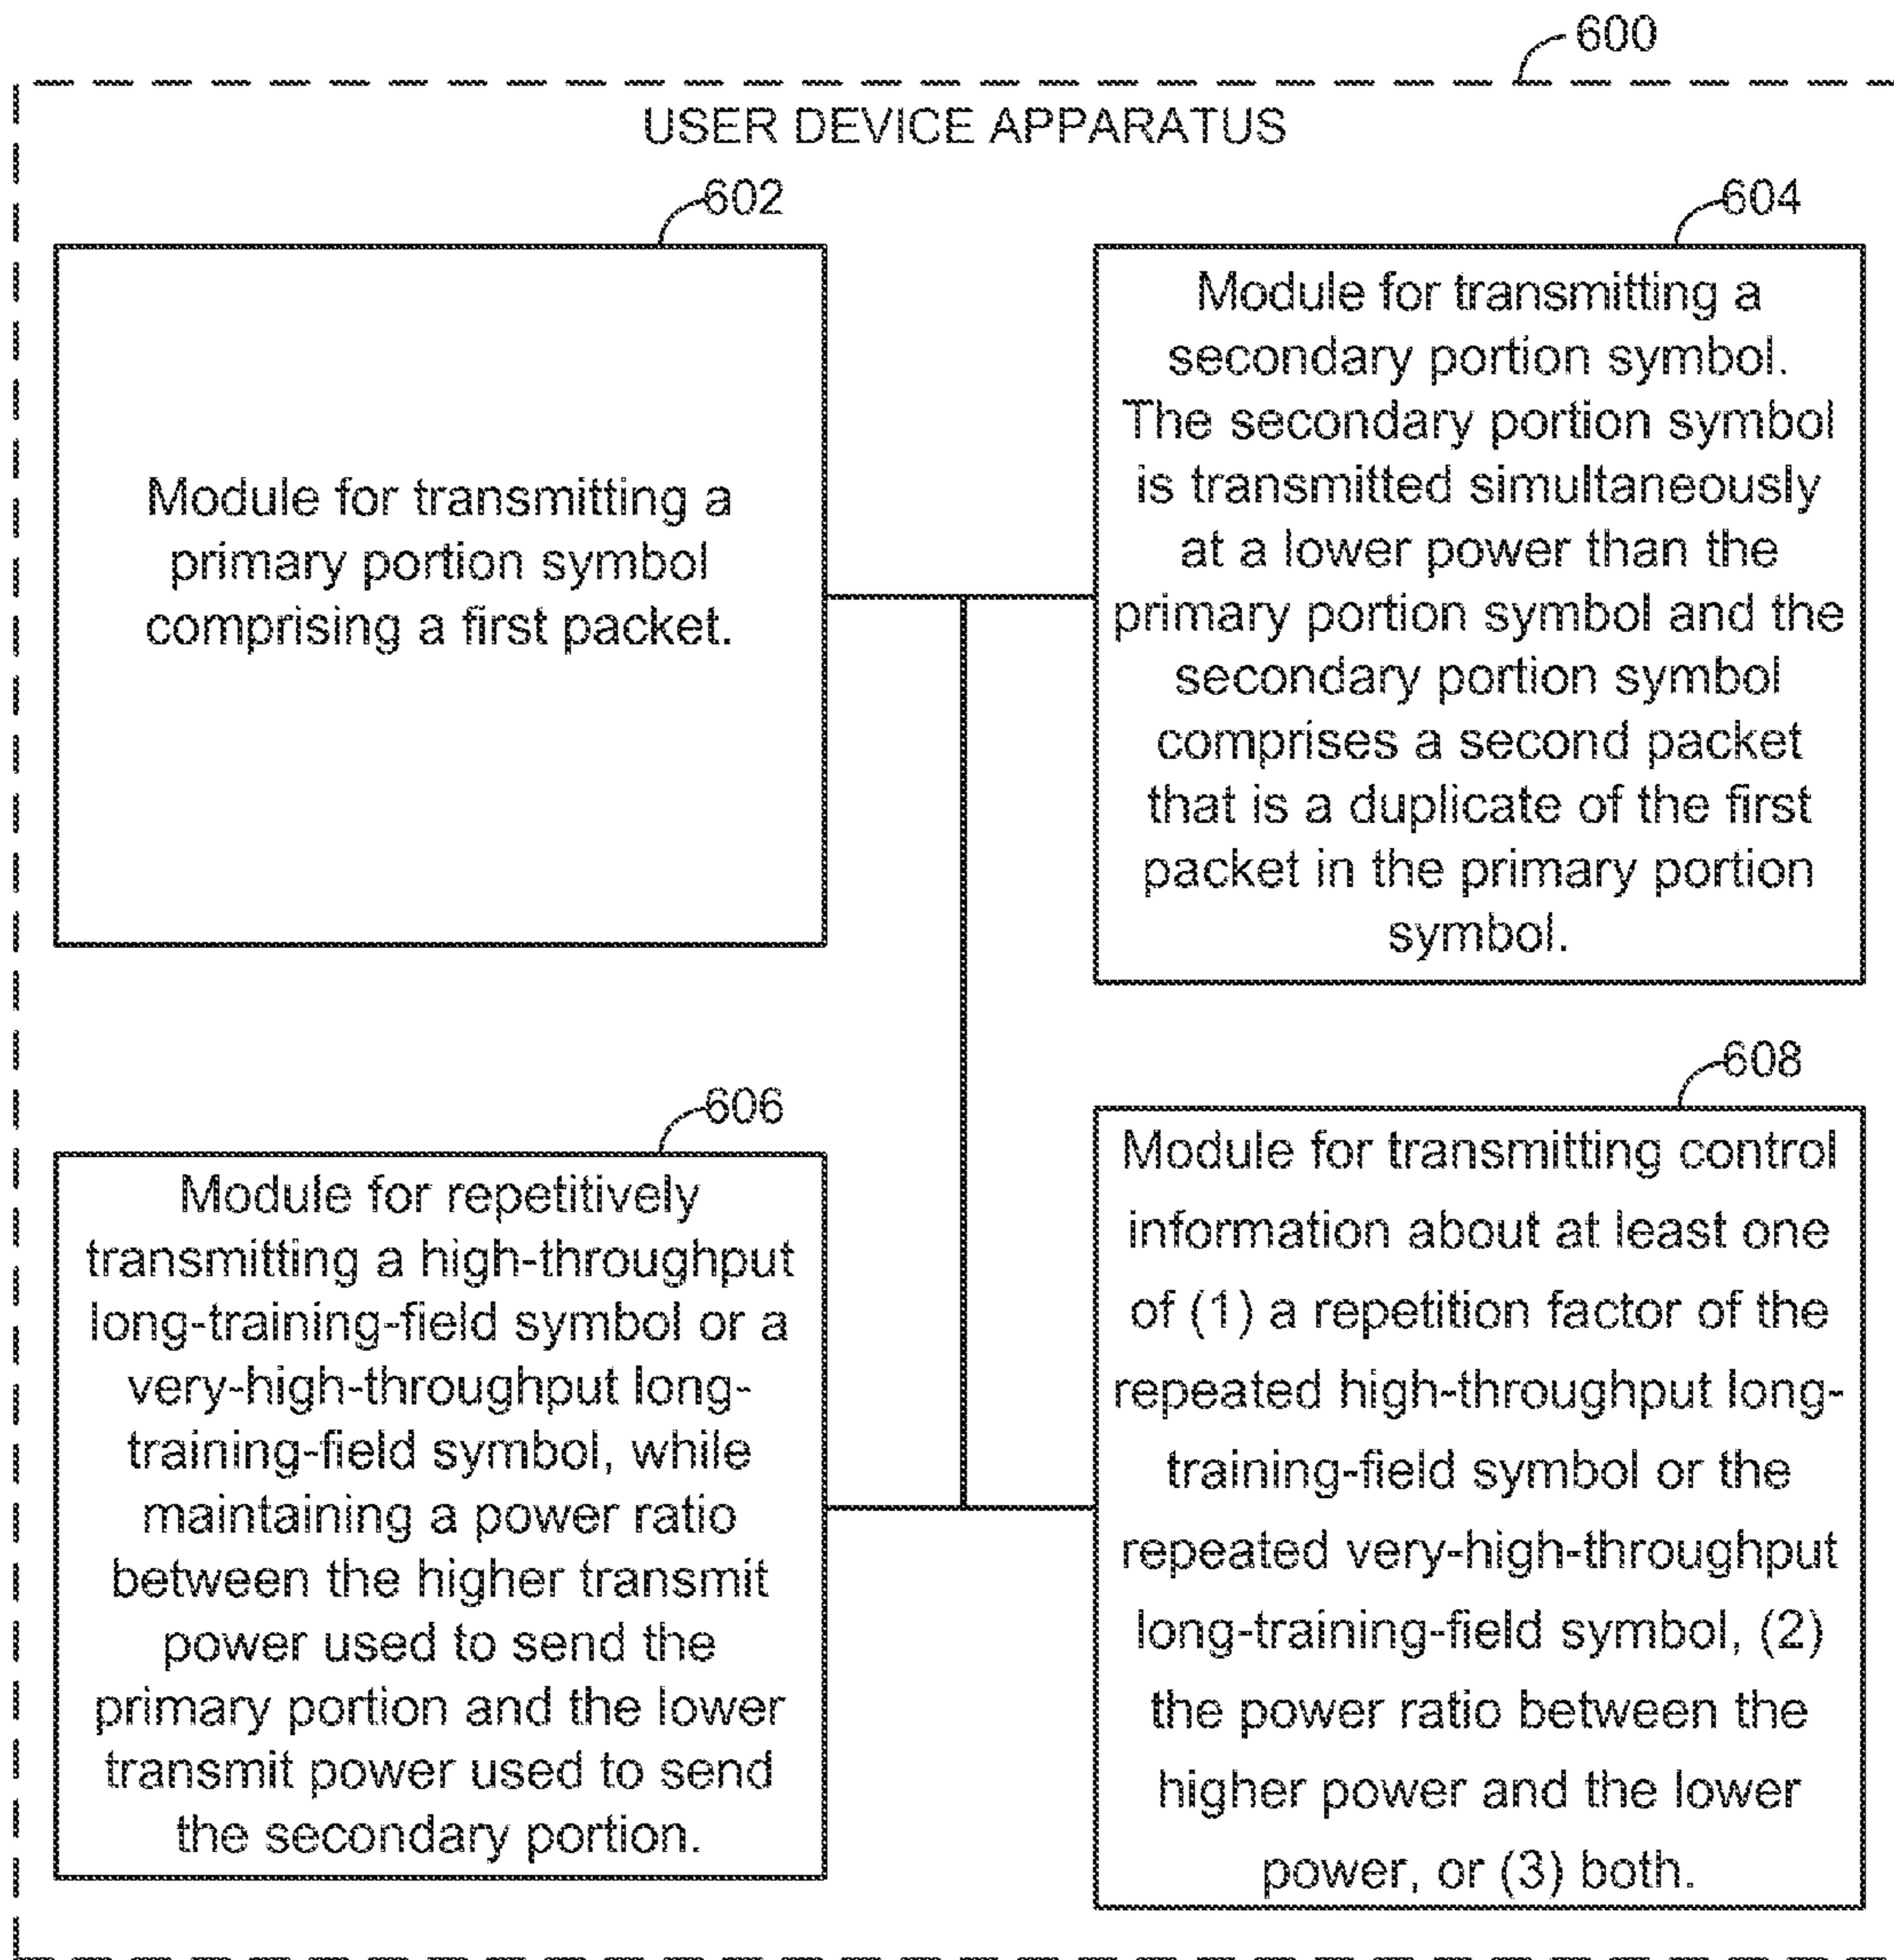 600
USER DEVICE APPARATUS
602
Module for transmitting a
primary portion symbol
comprising a first packet.
604
Module for transmitting a
secondary portion symbol.
The secondary portion symbol
is transmitted simultaneously
at a lower power than the
primary portion symbol and the
secondary portion symbol
comprises a second packet
that is a duplicate of the first
packet in the primary portion
symbol.
606
Module for repetitively
transmitting a high-throughput
long-training-field symbol or a
very-high-throughput long-
training-field symbol, while
maintaining a power ratio
between the higher transmit
power used to send the
primary portion and the lower
transmit power used to send
the secondary portion.
608
Module for transmitting control
information about at least one
of (1) a repetition factor of the
repeated high-throughput long-
training-field symbol or the
repeated very-high-throughput
long-training-field symbol, (2)
the power ratio between the
higher power and the lower
power, or (3) both.